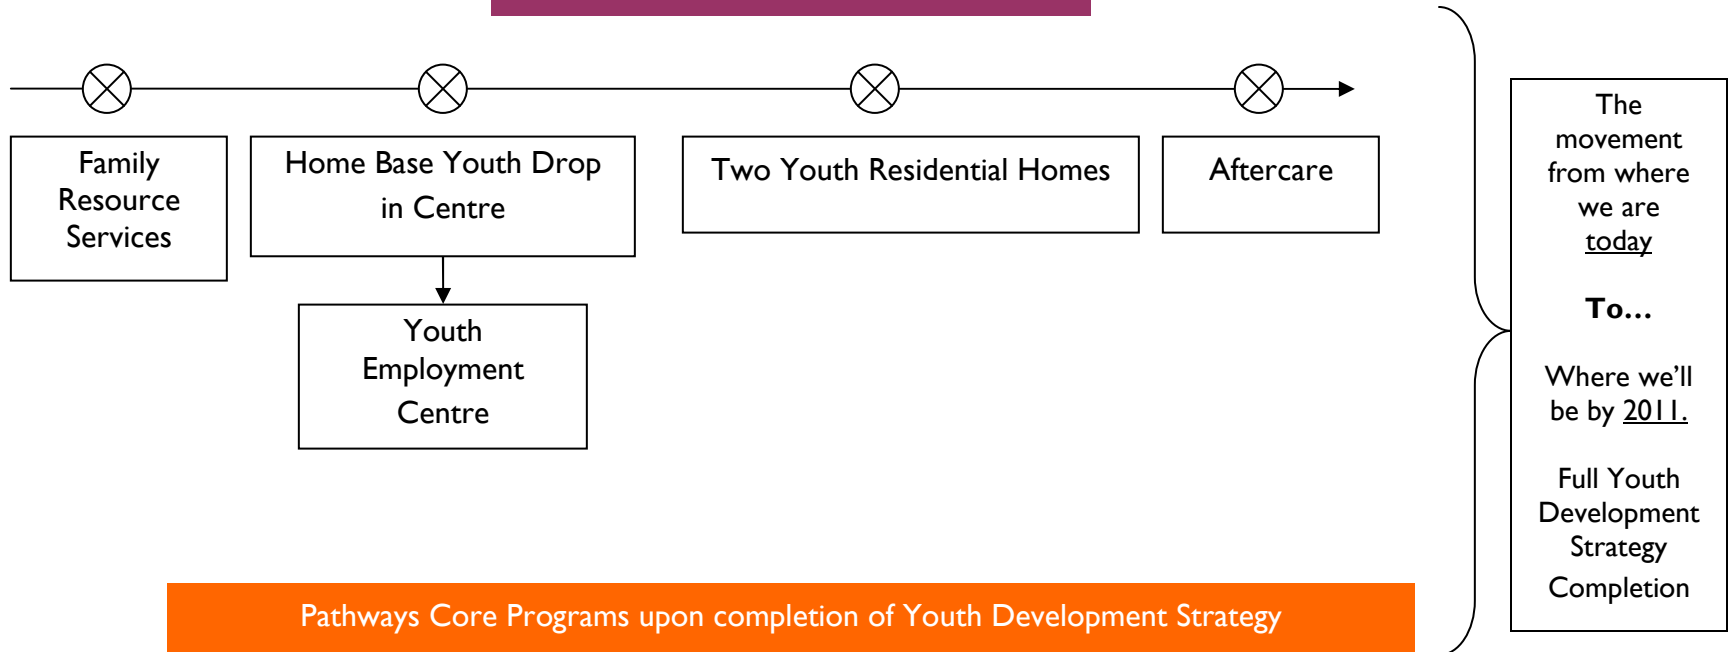 Family
Resource
Services
Home Base Youth Drop
in Centre
Two Youth Residential Homes
Aftercare
Youth
Employment
Centre
The
movement
from where
we are
today
To...
Where we’ll
be by 2011.
Full Youth
Development
Strategy
Completion
Pathways Core Programs upon completion of Youth Development Strategy